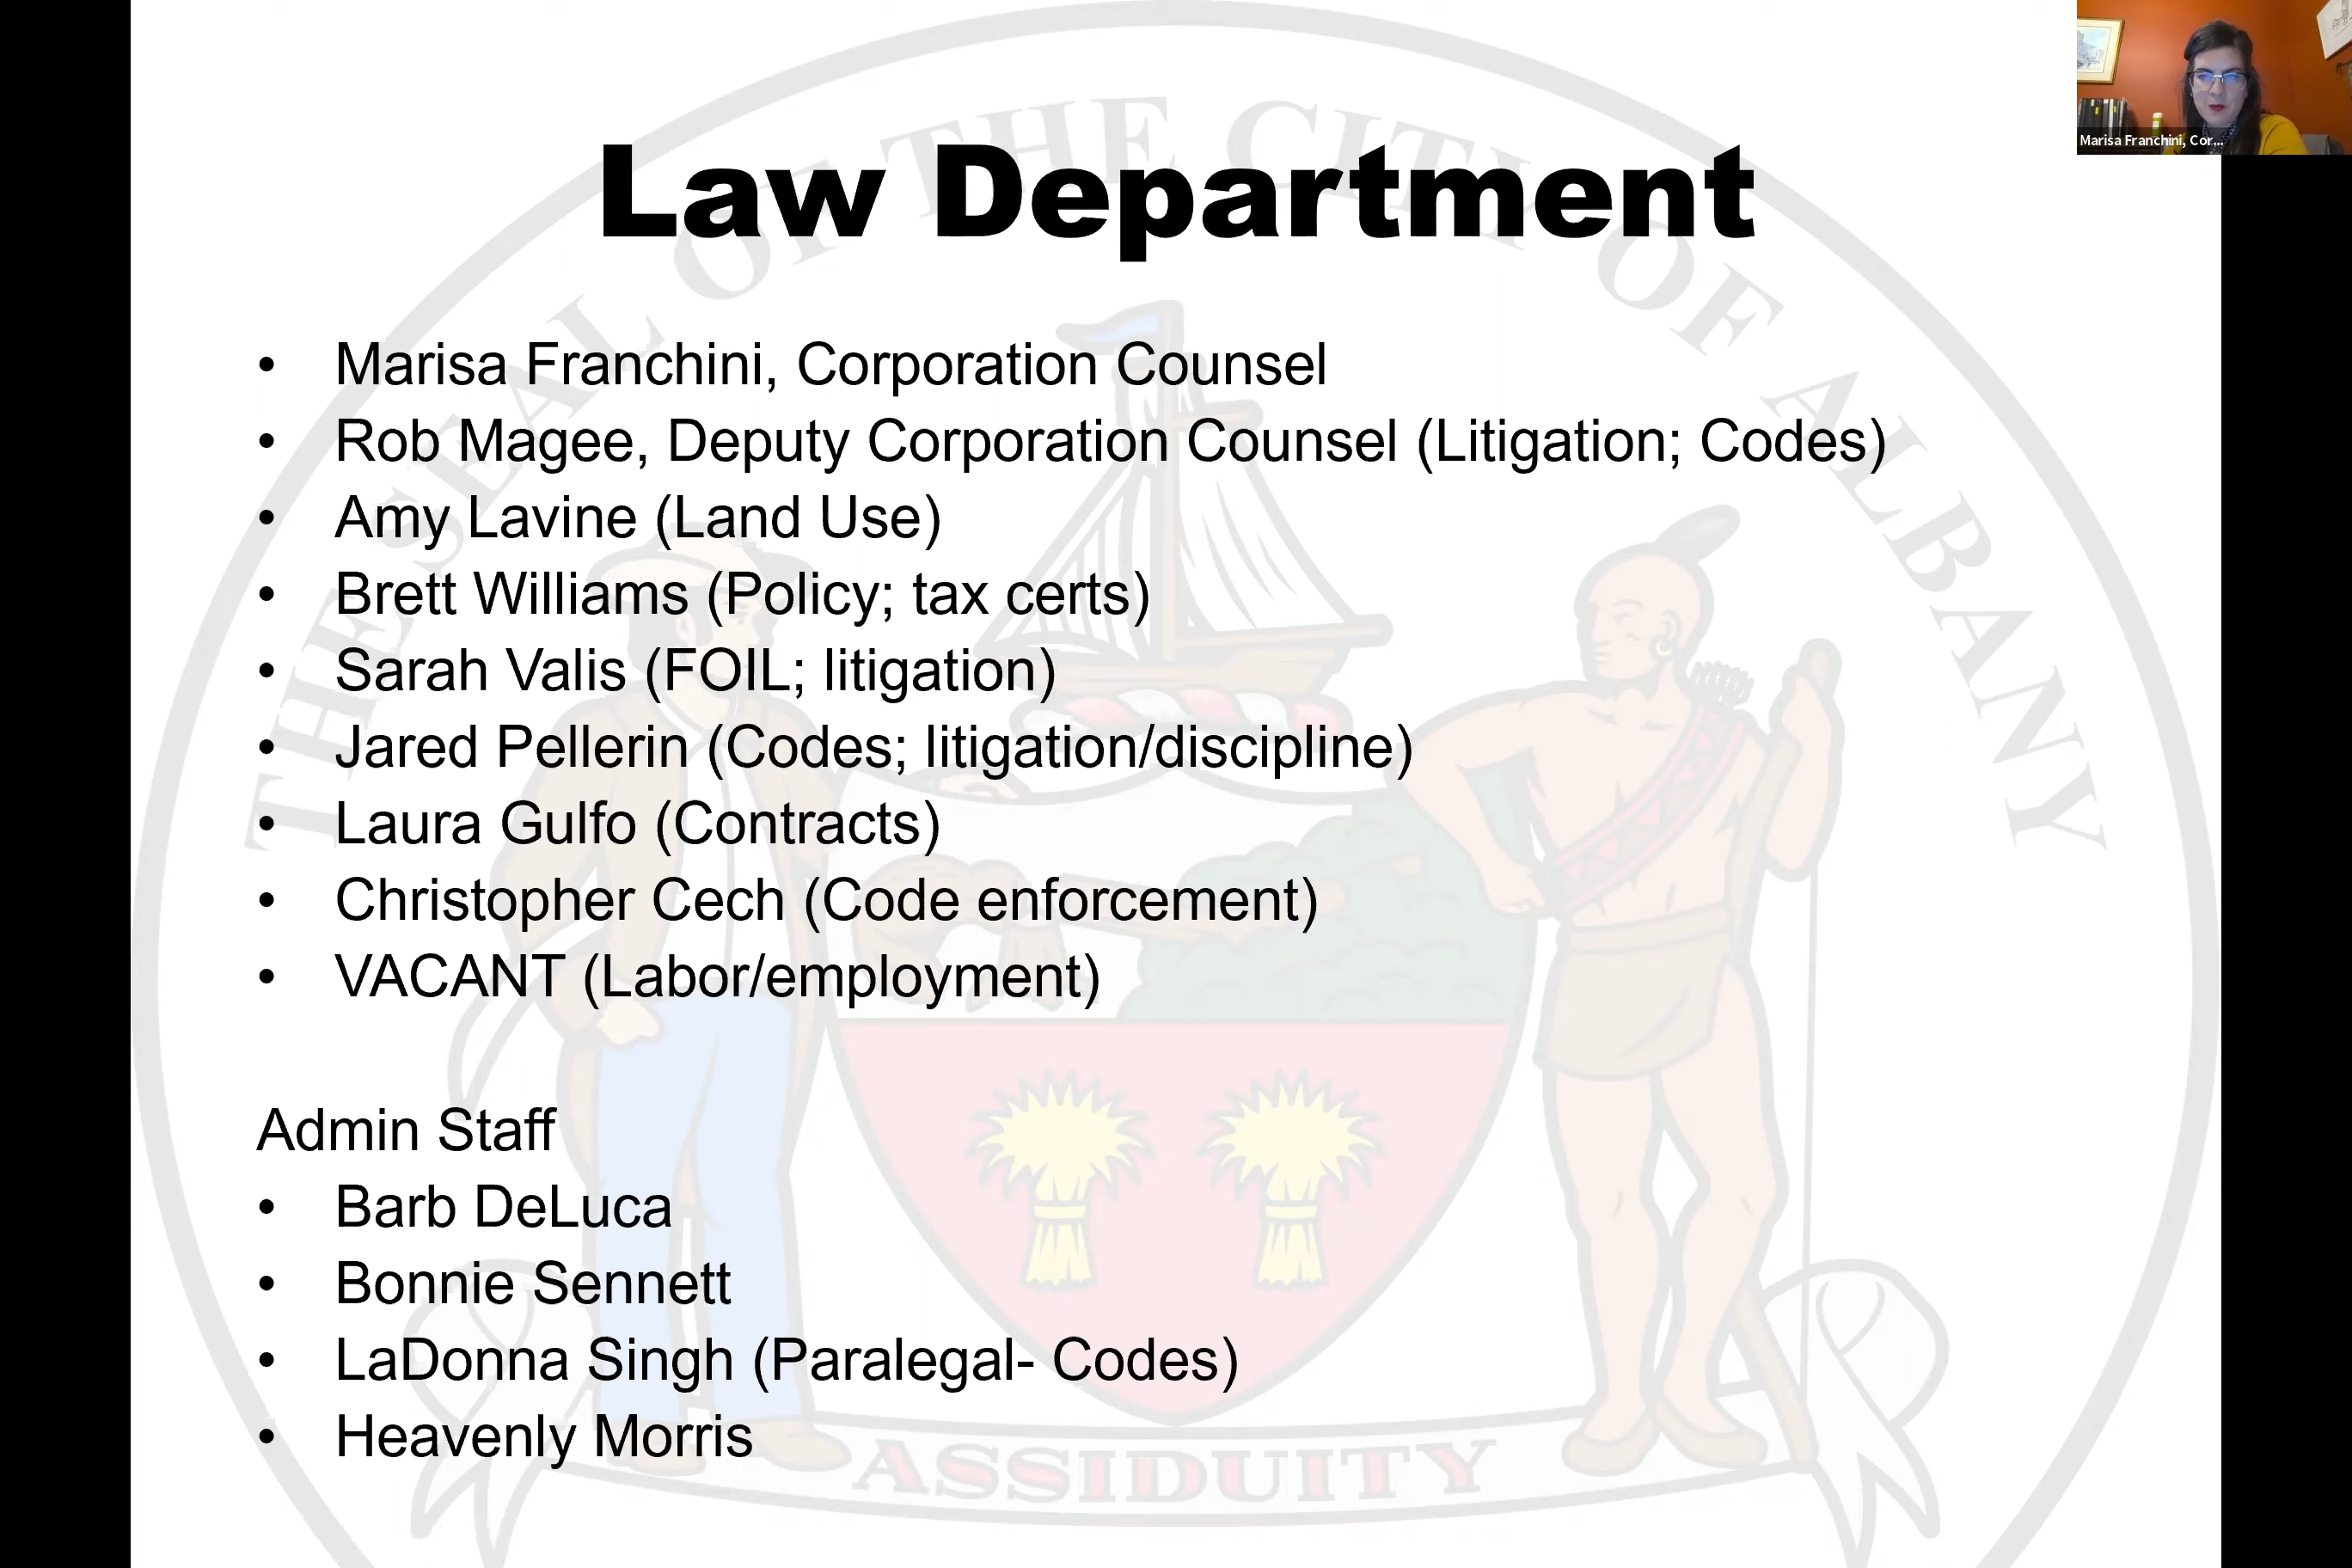 THE SEAL OF THE CITY OF ALBANY
Marisa Franchini, Cor...
Law Department
• Marisa Franchini, Corporation Counsel
• Rob Magee, Deputy Corporation Counsel (Litigation; Codes)
• Amy Lavine (Land Use)
• Brett Williams (Policy; tax certs)
• Sarah Valis (FOIL; litigation)
• Jared Pellerin (Codes; litigation/discipline)
• Laura Gulfo (Contracts)
• Christopher Cech (Code enforcement)
• VACANT (Labor/employment)
Admin Staff
• Barb DeLuca
• Bonnie Sennett
• LaDonna Singh (Paralegal- Codes)
• Heavenly Morris
ASSIDUITY